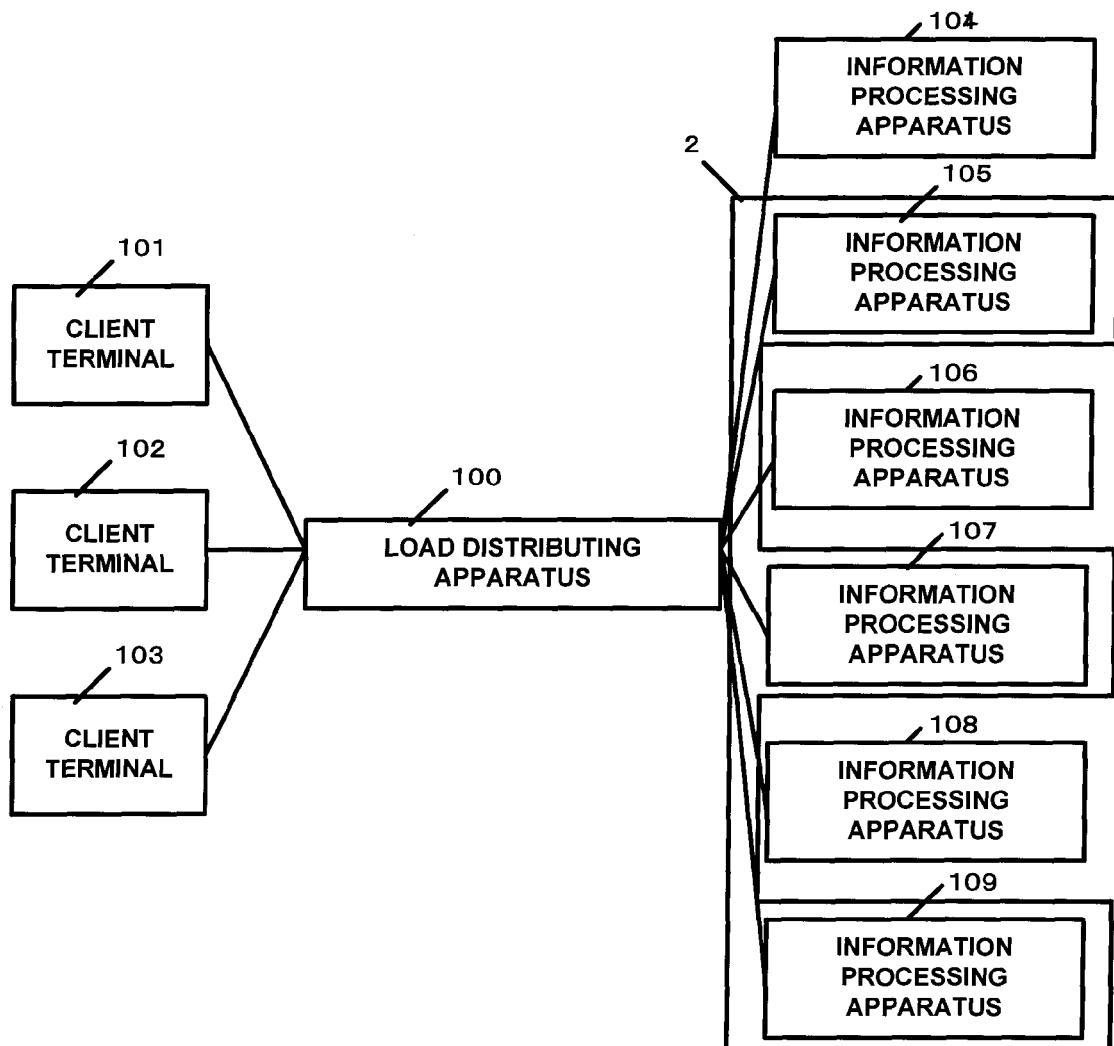 104
INFORMATION
PROCESSING
APPARATUS
2
105
INFORMATION
PROCESSING
APPARATUS
101
CLIENT
TERMINAL
106
INFORMATION
PROCESSING
APPARATUS
102
CLIENT
TERMINAL
100
LOAD DISTRIBUTING
APPARATUS
107
INFORMATION
PROCESSING
APPARATUS
103
CLIENT
TERMINAL
108
INFORMATION
PROCESSING
APPARATUS
109
INFORMATION
PROCESSING
APPARATUS